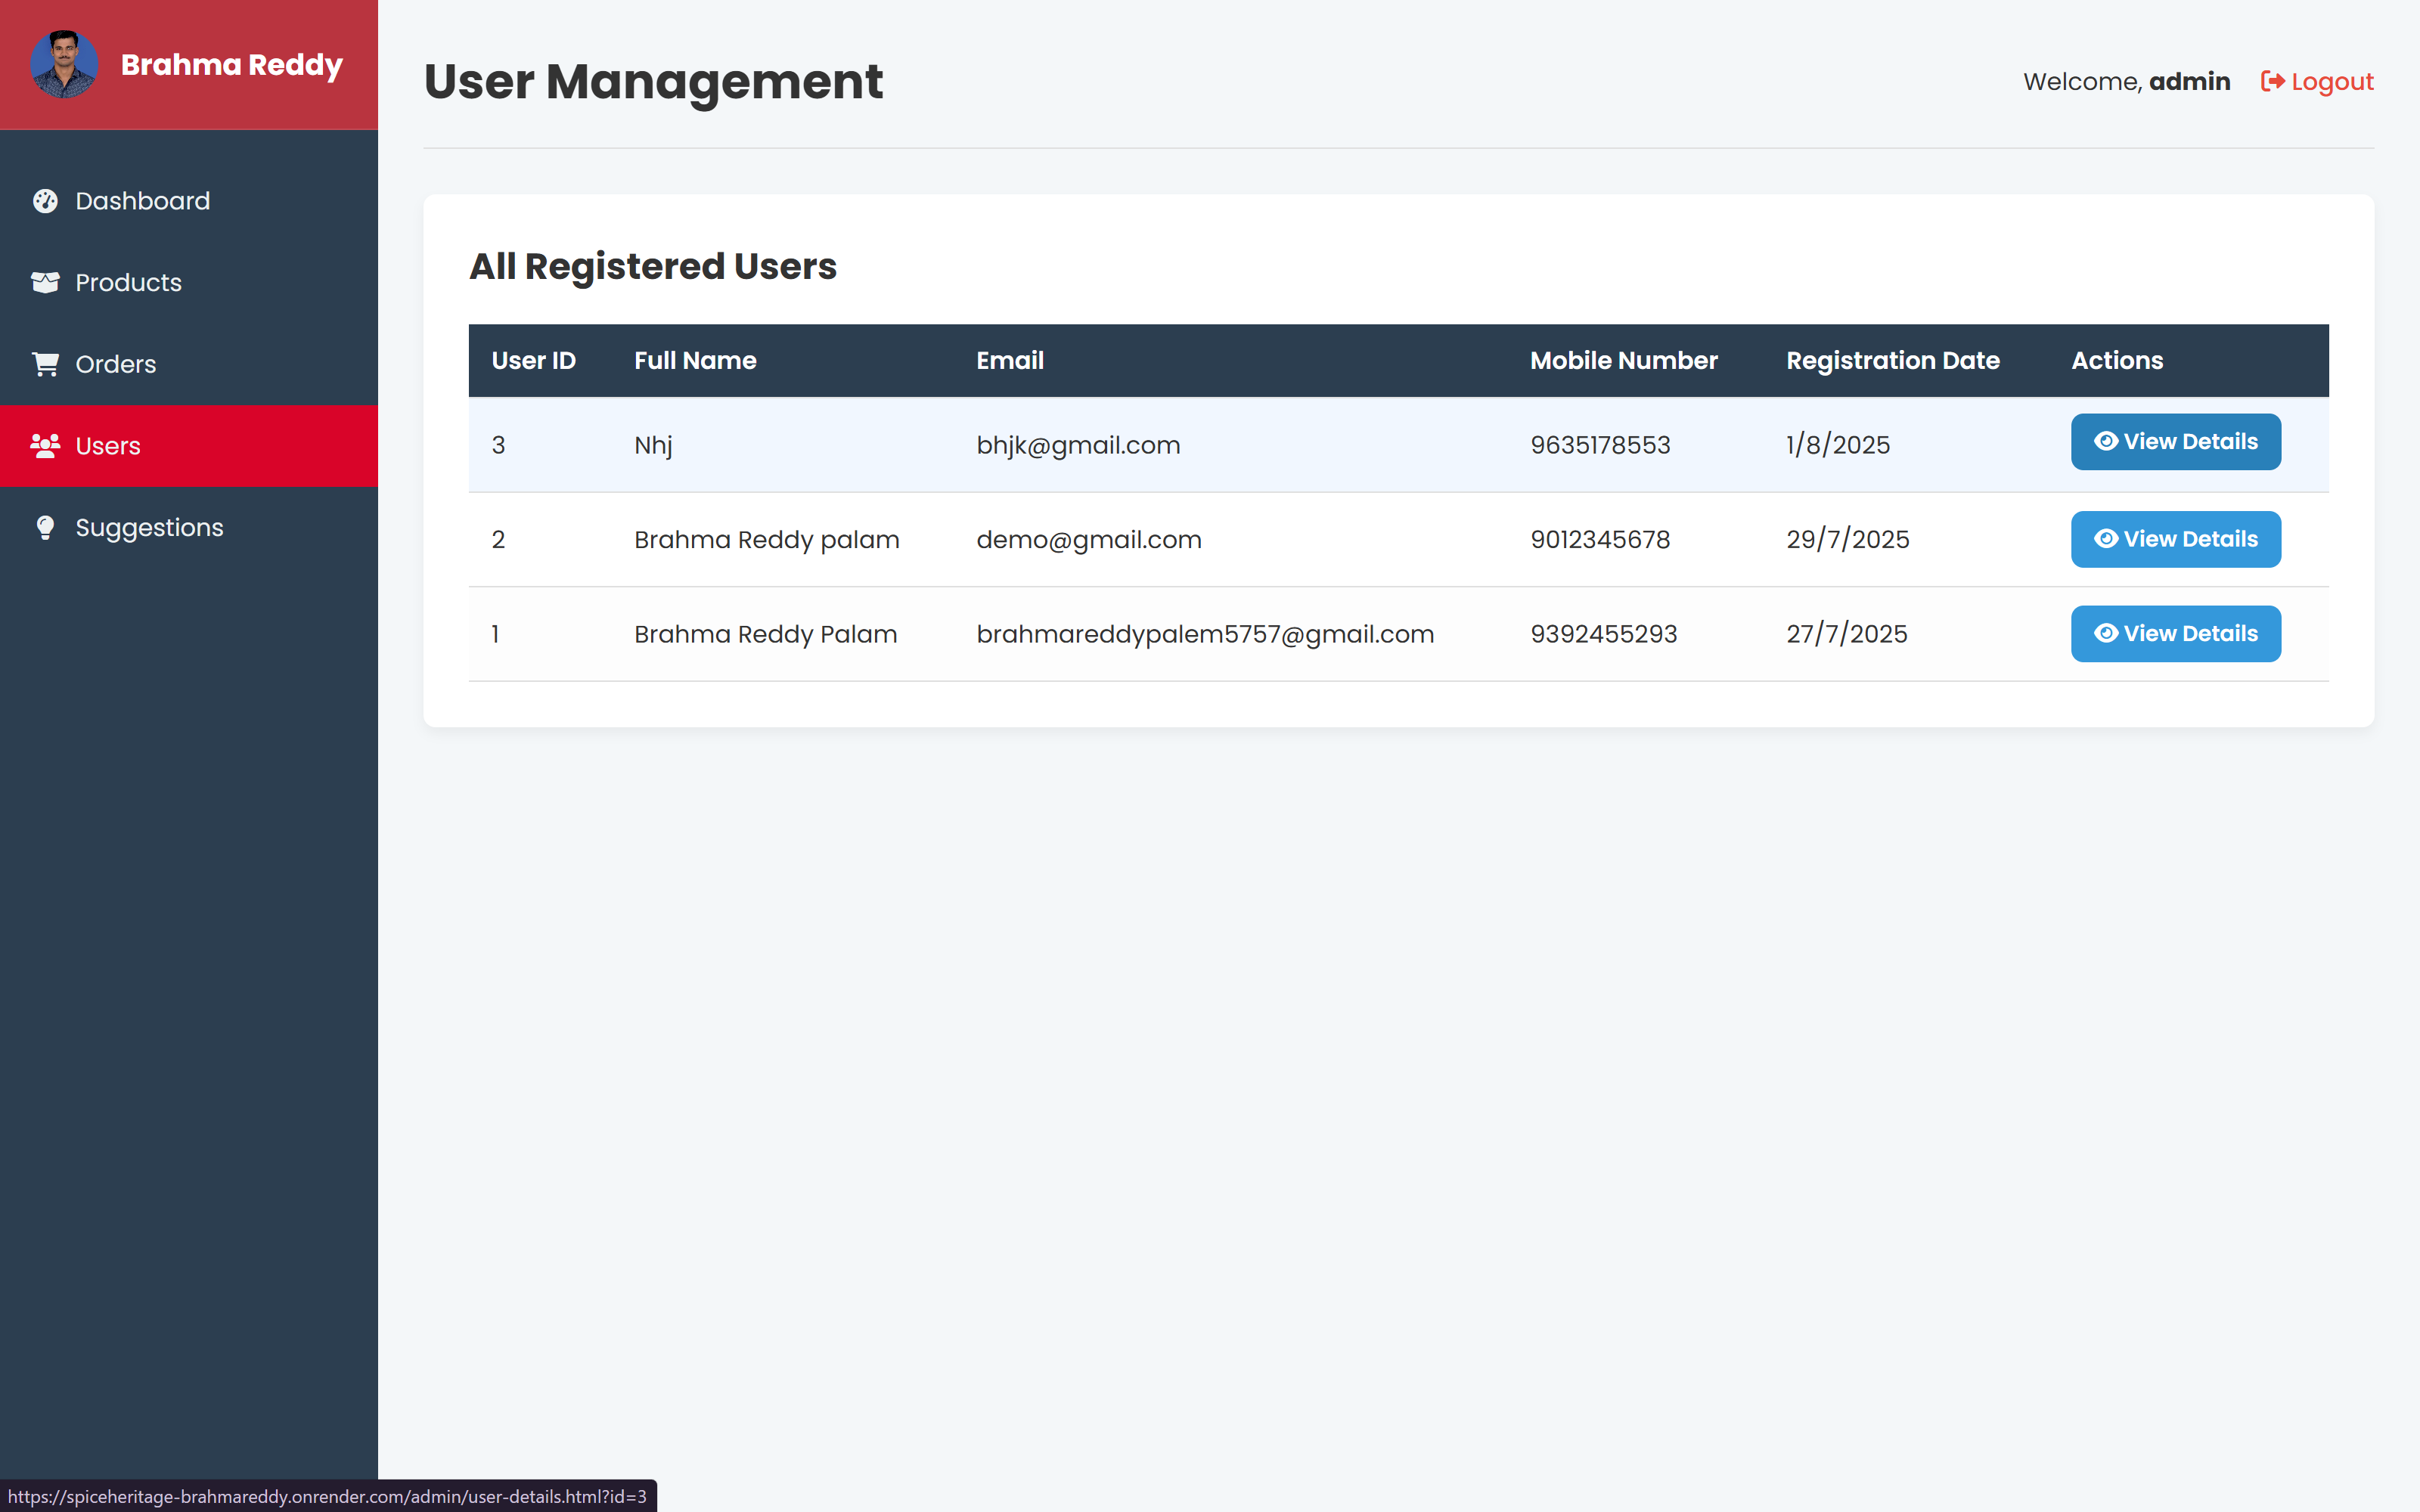 Brahma Reddy
Dashboard
Products
Orders
Users
Suggestions
User Management
Welcome, admin Logout
All Registered Users
User ID Full Name Email Mobile Number Registration Date Actions
3 Nhj bhjk@gmail.com 9635178553 1/8/2025 View Details
2 Brahma Reddy palam demo@gmail.com 9012345678 29/7/2025 View Details
1 Brahma Reddy Palam brahmareddypalem5757@gmail.com 9392455293 27/7/2025 View Details
https://spiceheritage-brahmareddy.onrender.com/admin/user-details.html?id=3